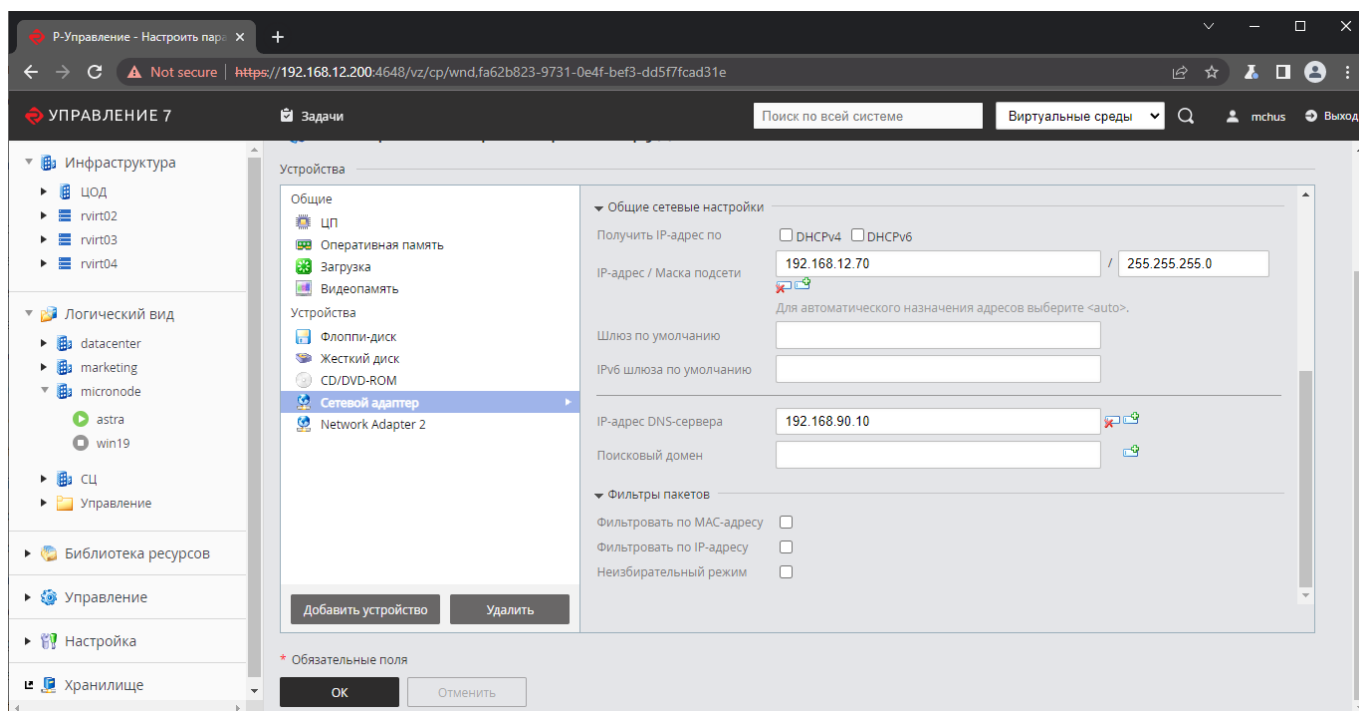 Р-Управление - Настроить пара
Not secure | https://192.168.12.200:4648/vz/cp/wnd,fa62b823-9731-0e4f-bef3-dd5f7fcad31e
УПРАВЛЕНИЕ 7
Задачи
Поиск по всей системе
Виртуальные среды
mchus
Выход
Инфраструктура
ЦОД
rvirt02
rvirt03
rvirt04
Логический вид
datacenter
marketing
micronode
astra
win19
СЦ
Управление
Библиотека ресурсов
Управление
Настройка
Хранилище
Устройства
Общие
ЦП
Оперативная память
Загрузка
Видеопамять
Устройства
Флоппи-диск
Жесткий диск
CD/DVD-ROM
Сетевой адаптер
Network Adapter 2
Добавить устройство
Удалить
Общие сетевые настройки
Получить IP-адрес по DHCPv4 DHCPv6
IP-адрес / Маска подсети 192.168.12.70 / 255.255.255.0
Для автоматического назначения адресов выберите <auto>.
Шлюз по умолчанию
IPv6 шлюза по умолчанию
IP-адрес DNS-сервера 192.168.90.10
Поисковый домен
Фильтры пакетов
Фильтровать по MAC-адресу
Фильтровать по IP-адресу
Неизбирательный режим
* Обязательные поля
ОК
Отменить